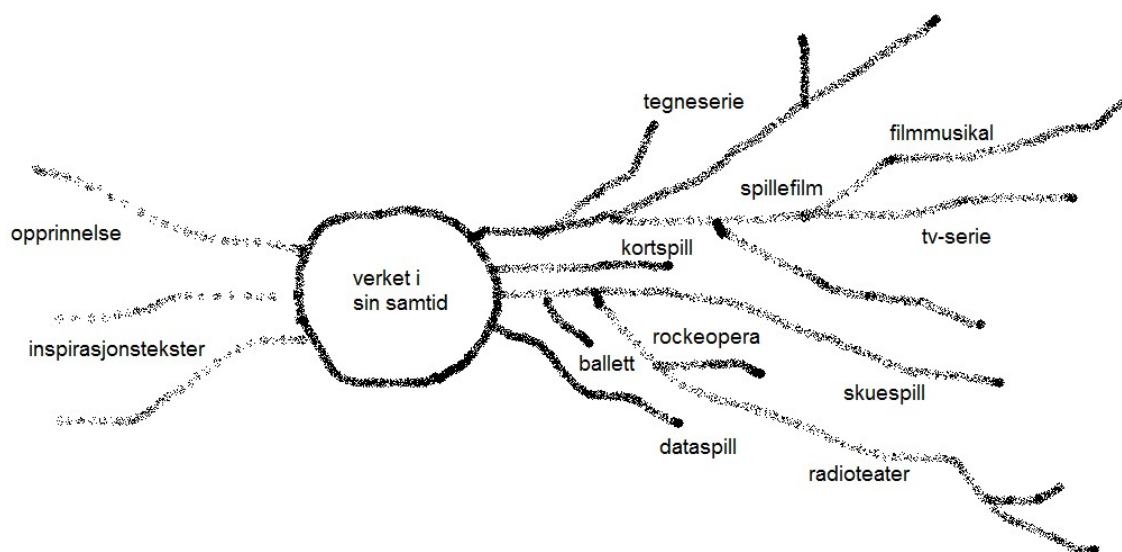 tegneserie
filmmusikal
spillefilm
opprinnelse
tv-serie
kortspill
verket i
sin samtid
rockeopera
inspirasjonstekster
ballett
skuespill
dataspill
radioteater